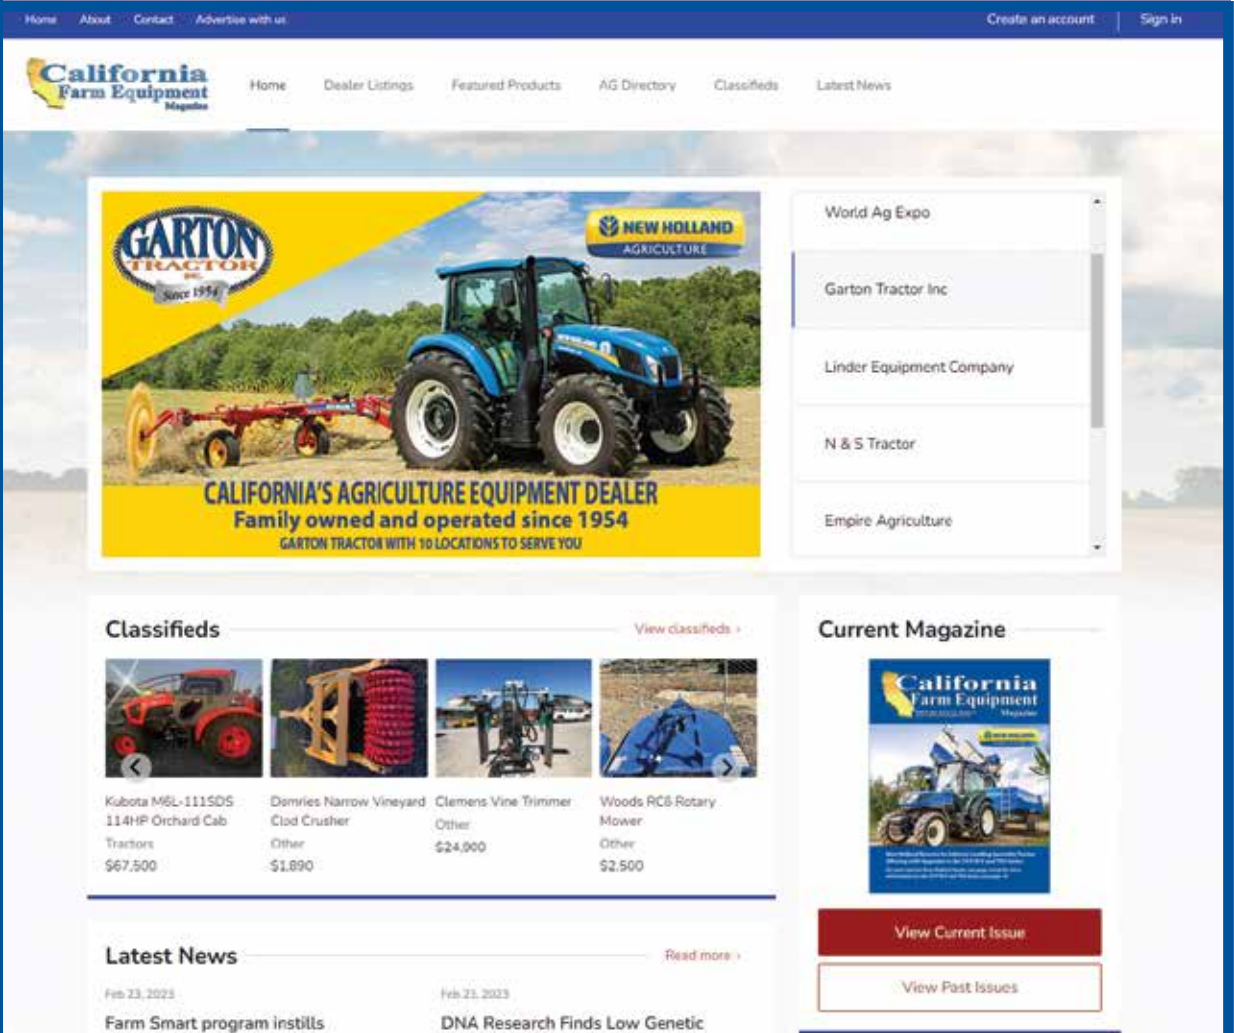 Home About Contact Advertise with us Create an account Sign in
California
Farm Equipment
Magazine
Home Dealer Listings Featured Products AG Directory Classifieds Latest News
GARTON
TRACTOR
INC.
Since 1954
NEW HOLLAND
AGRICULTURE
CALIFORNIA'S AGRICULTURE EQUIPMENT DEALER
Family owned and operated since 1954
GARTON TRACTOR WITH 10 LOCATIONS TO SERVE YOU
World Ag Expo
Garton Tractor Inc
Linder Equipment Company
N & S Tractor
Empire Agriculture
Classifieds
View classifieds ›
Kubota M6L-111SDS
114HP Orchard Cab
Tractors
$67,500
Domries Narrow Vineyard
Clod Crusher
Other
$1,890
Clemens Vine Trimmer
Other
$24,900
Woods RC6 Rotary
Mower
Other
$2,500
Current Magazine
California
Farm Equipment
Magazine
NEW HOLLAND
View Current Issue
View Past Issues
Latest News
Read more ›
Feb 23, 2023
Farm Smart program instills
Feb 23, 2023
DNA Research Finds Low Genetic